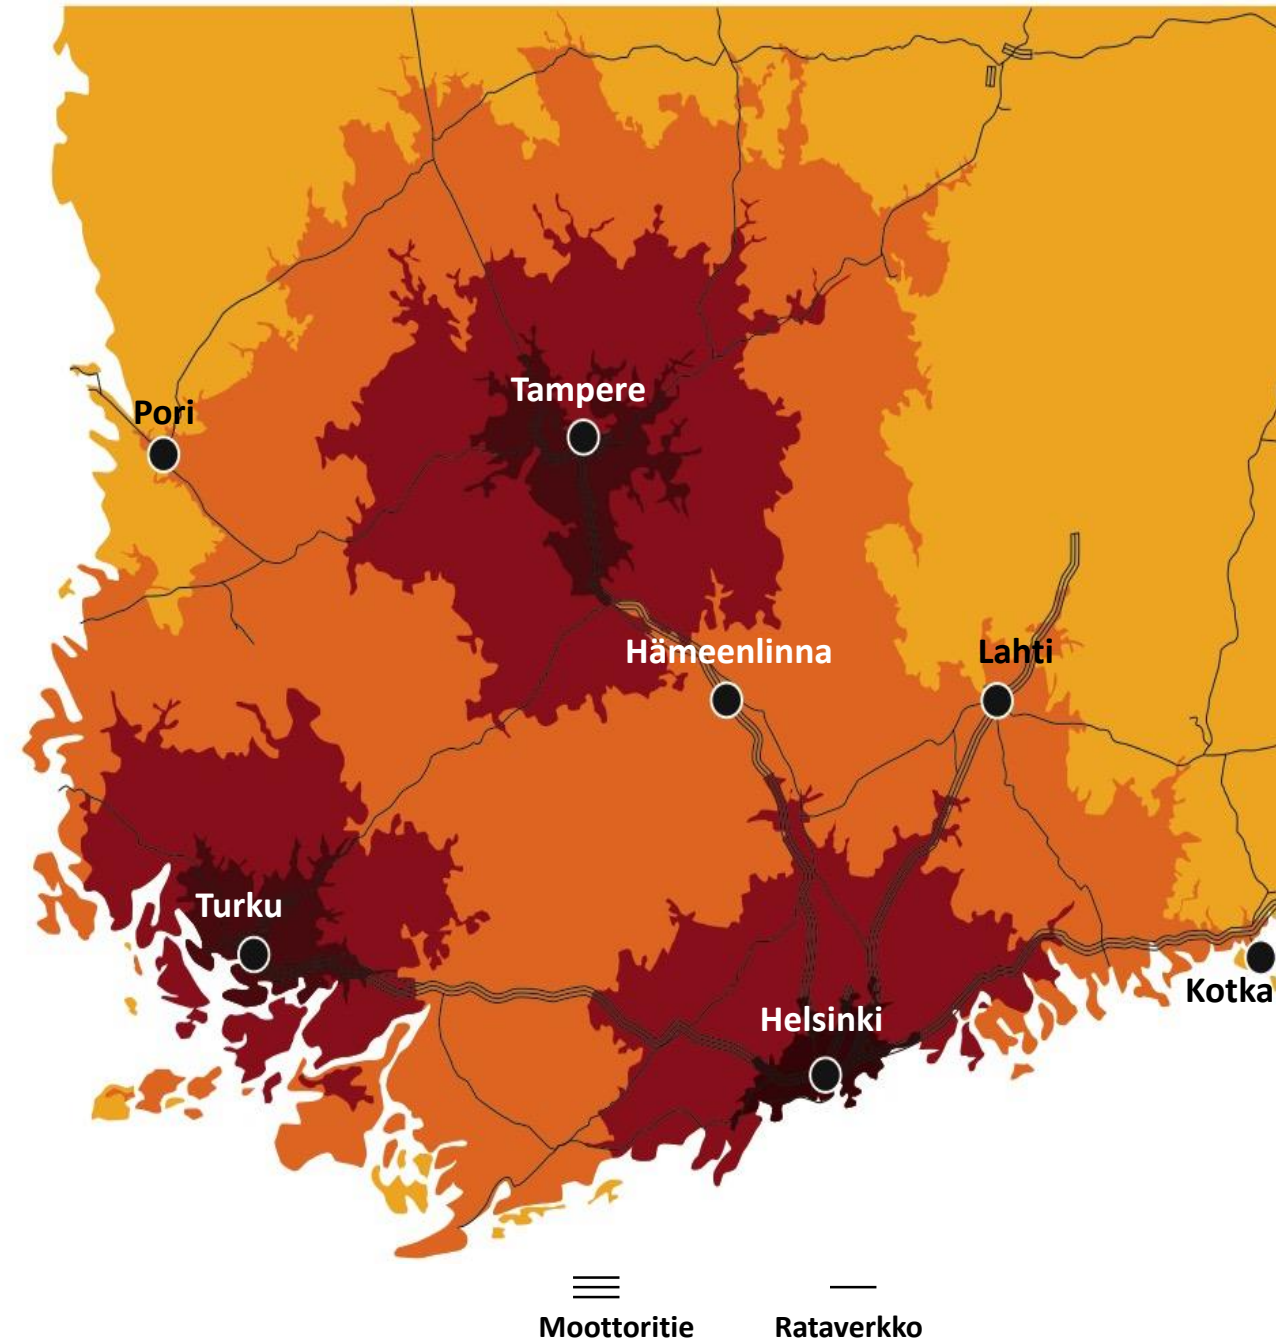 Tampere
Pori
Hämeenlinna
Lahti
Turku
Kotka
Helsinki
Moottoritie
Rataverkko